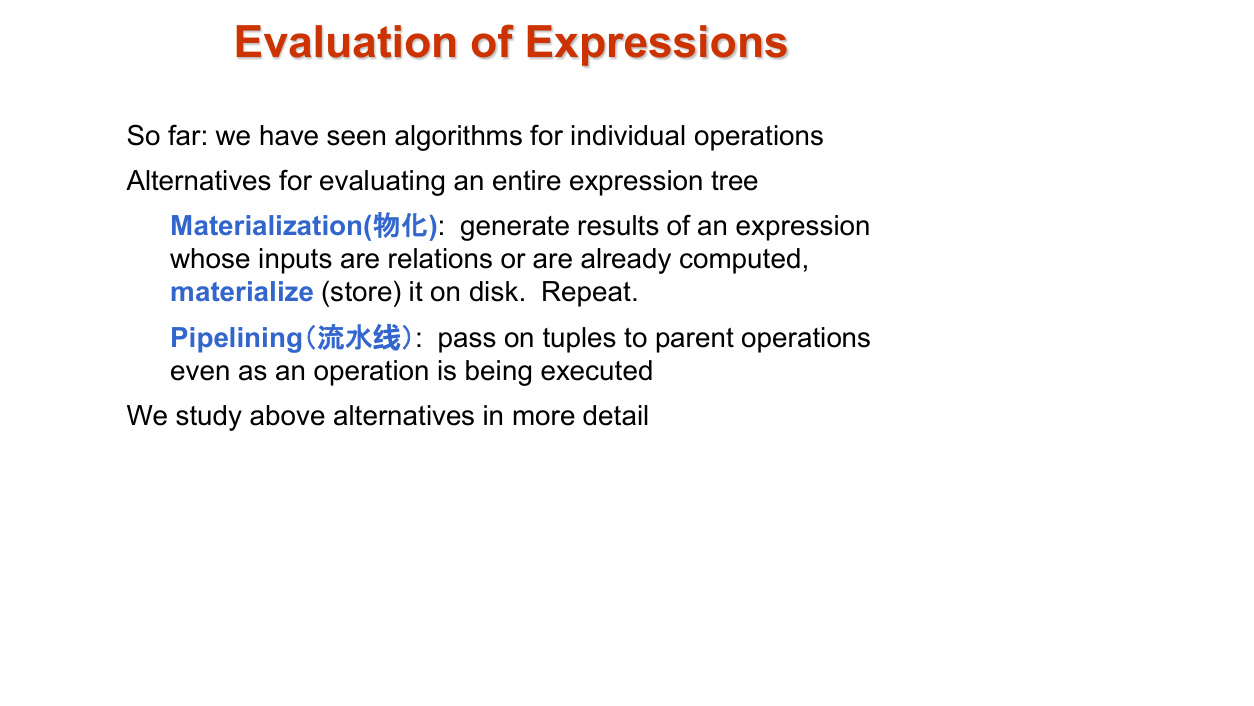 Evaluation of Expressions
So far: we have seen algorithms for individual operations
Alternatives for evaluating an entire expression tree
Materialization(物化):  generate results of an expression
whose inputs are relations or are already computed,
materialize (store) it on disk.  Repeat.
Pipelining（流水线）:  pass on tuples to parent operations
even as an operation is being executed
We study above alternatives in more detail